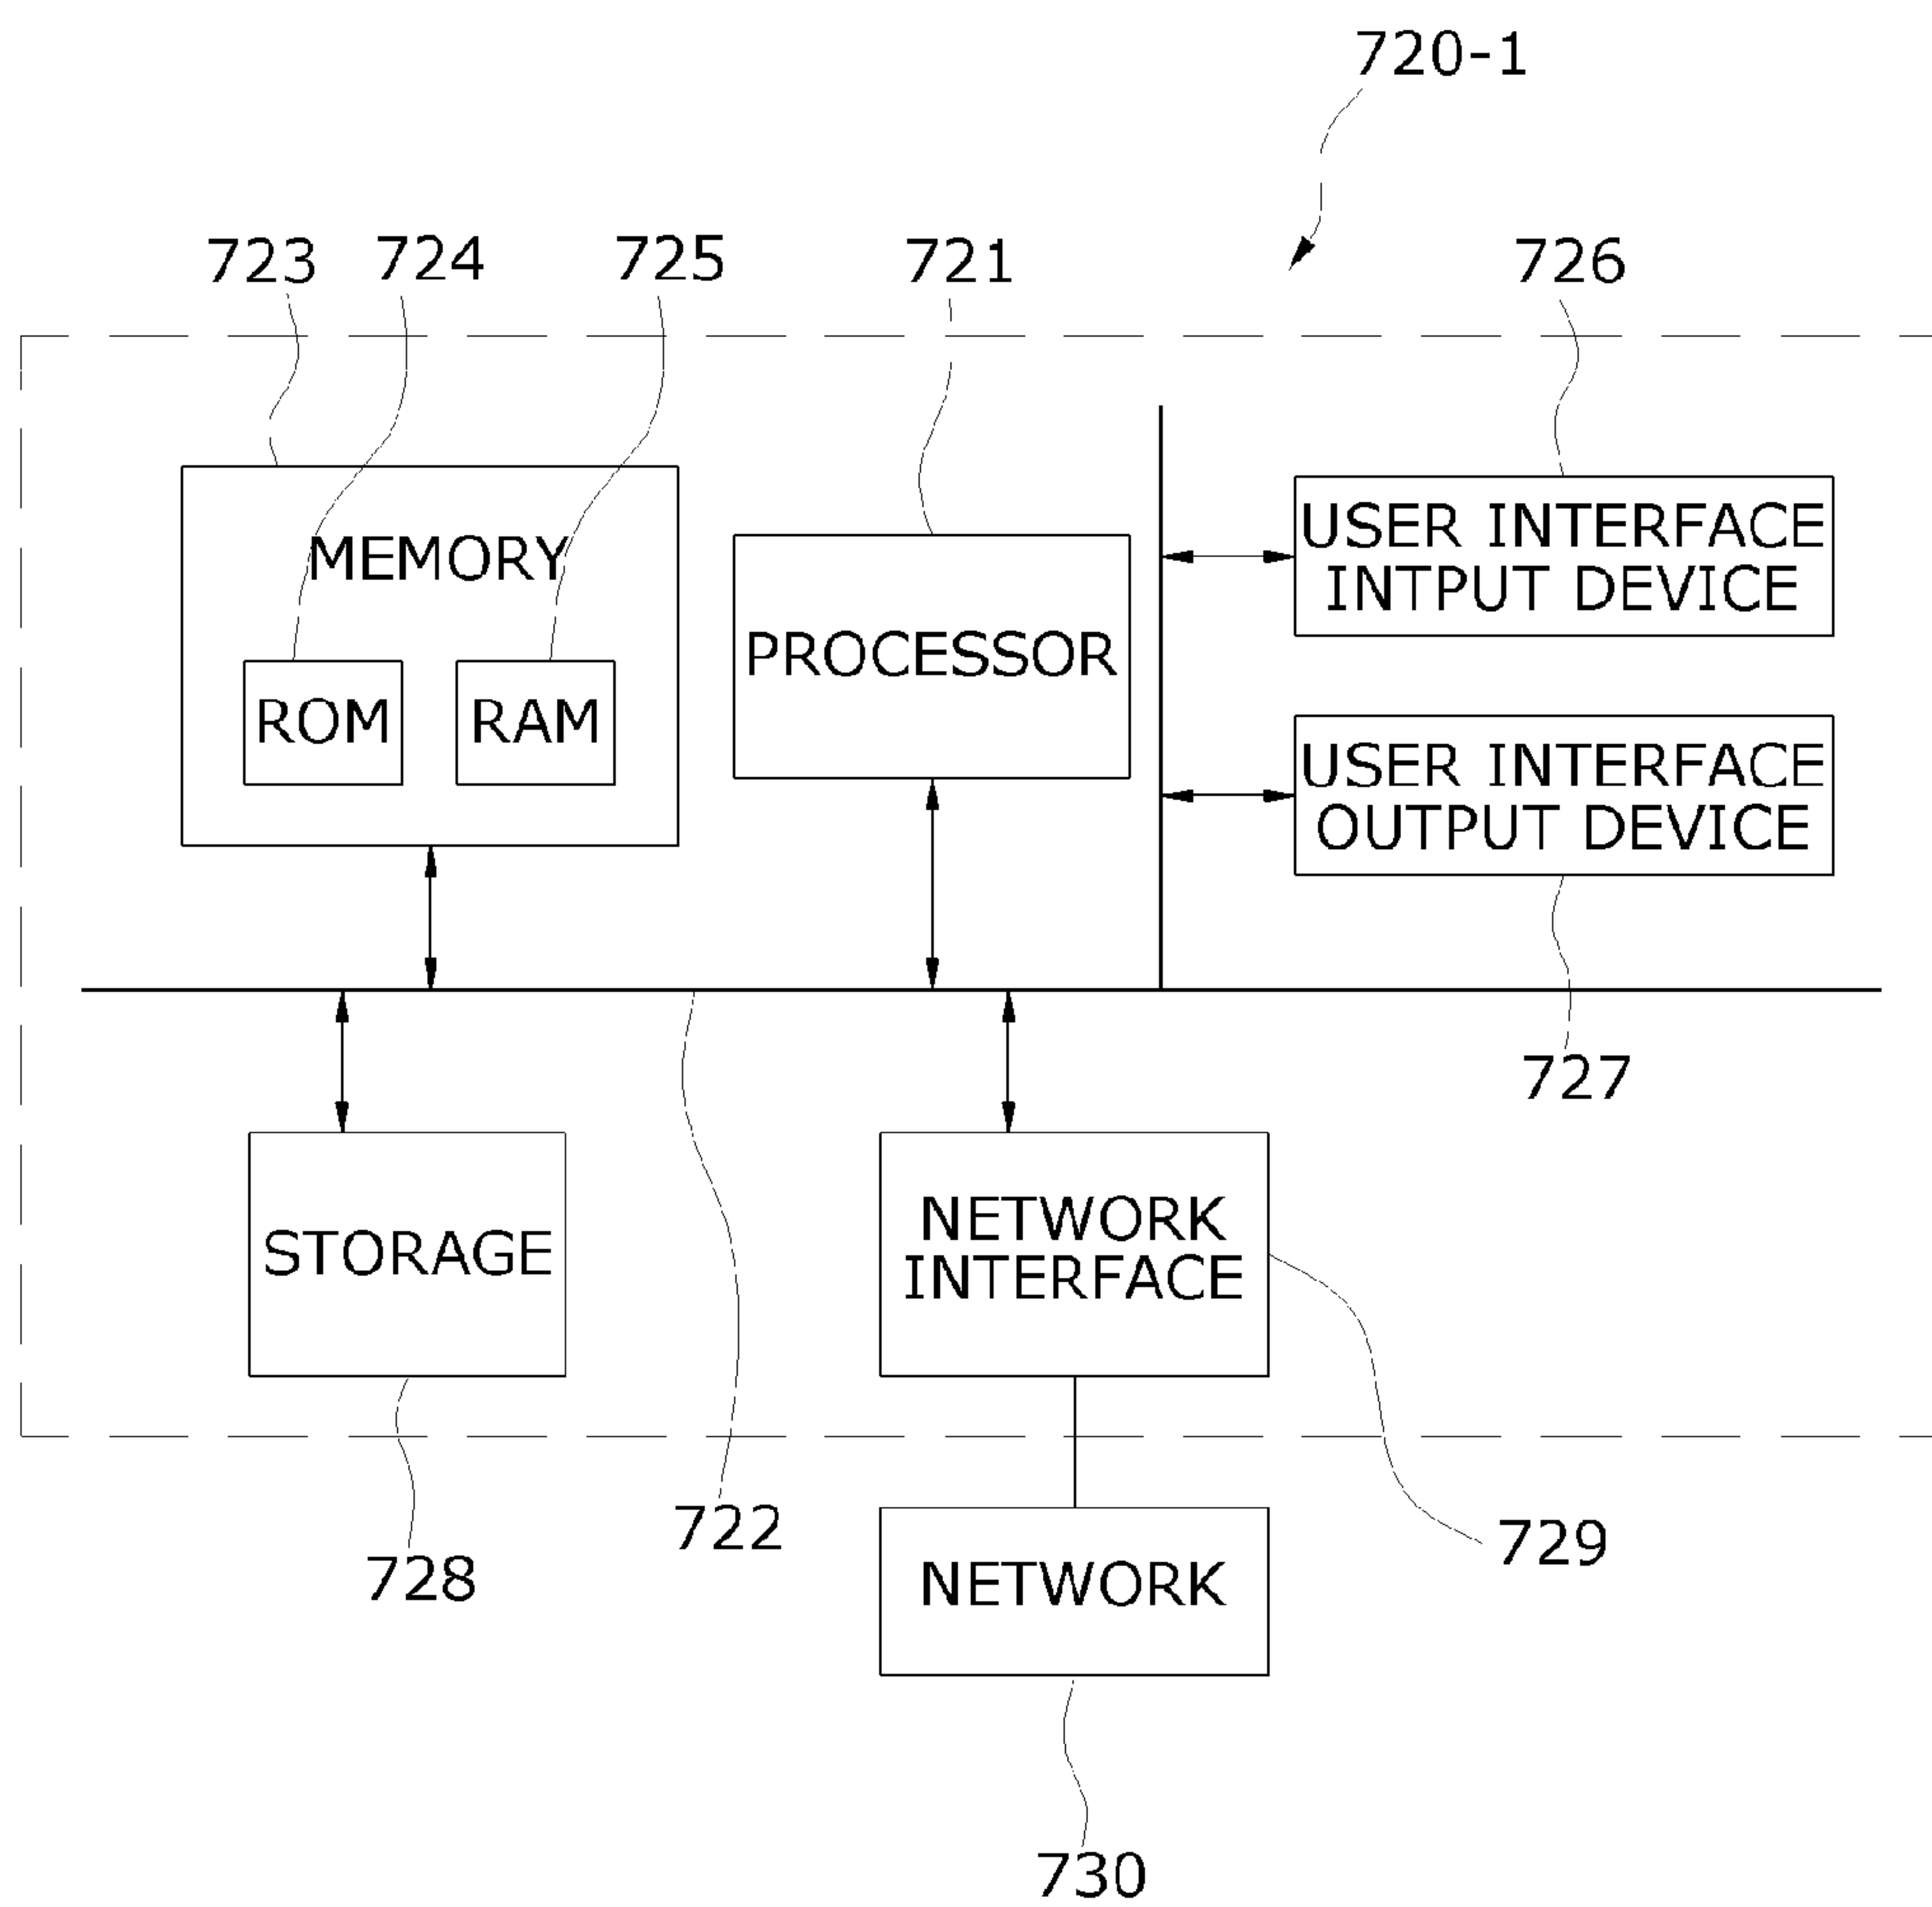 720-1
723
724
725
721
726
MEMORY
ROM
RAM
PROCESSOR
USER INTERFACE
INTPUT DEVICE
USER INTERFACE
OUTPUT DEVICE
727
STORAGE
NETWORK
INTERFACE
722
729
728
NETWORK
730